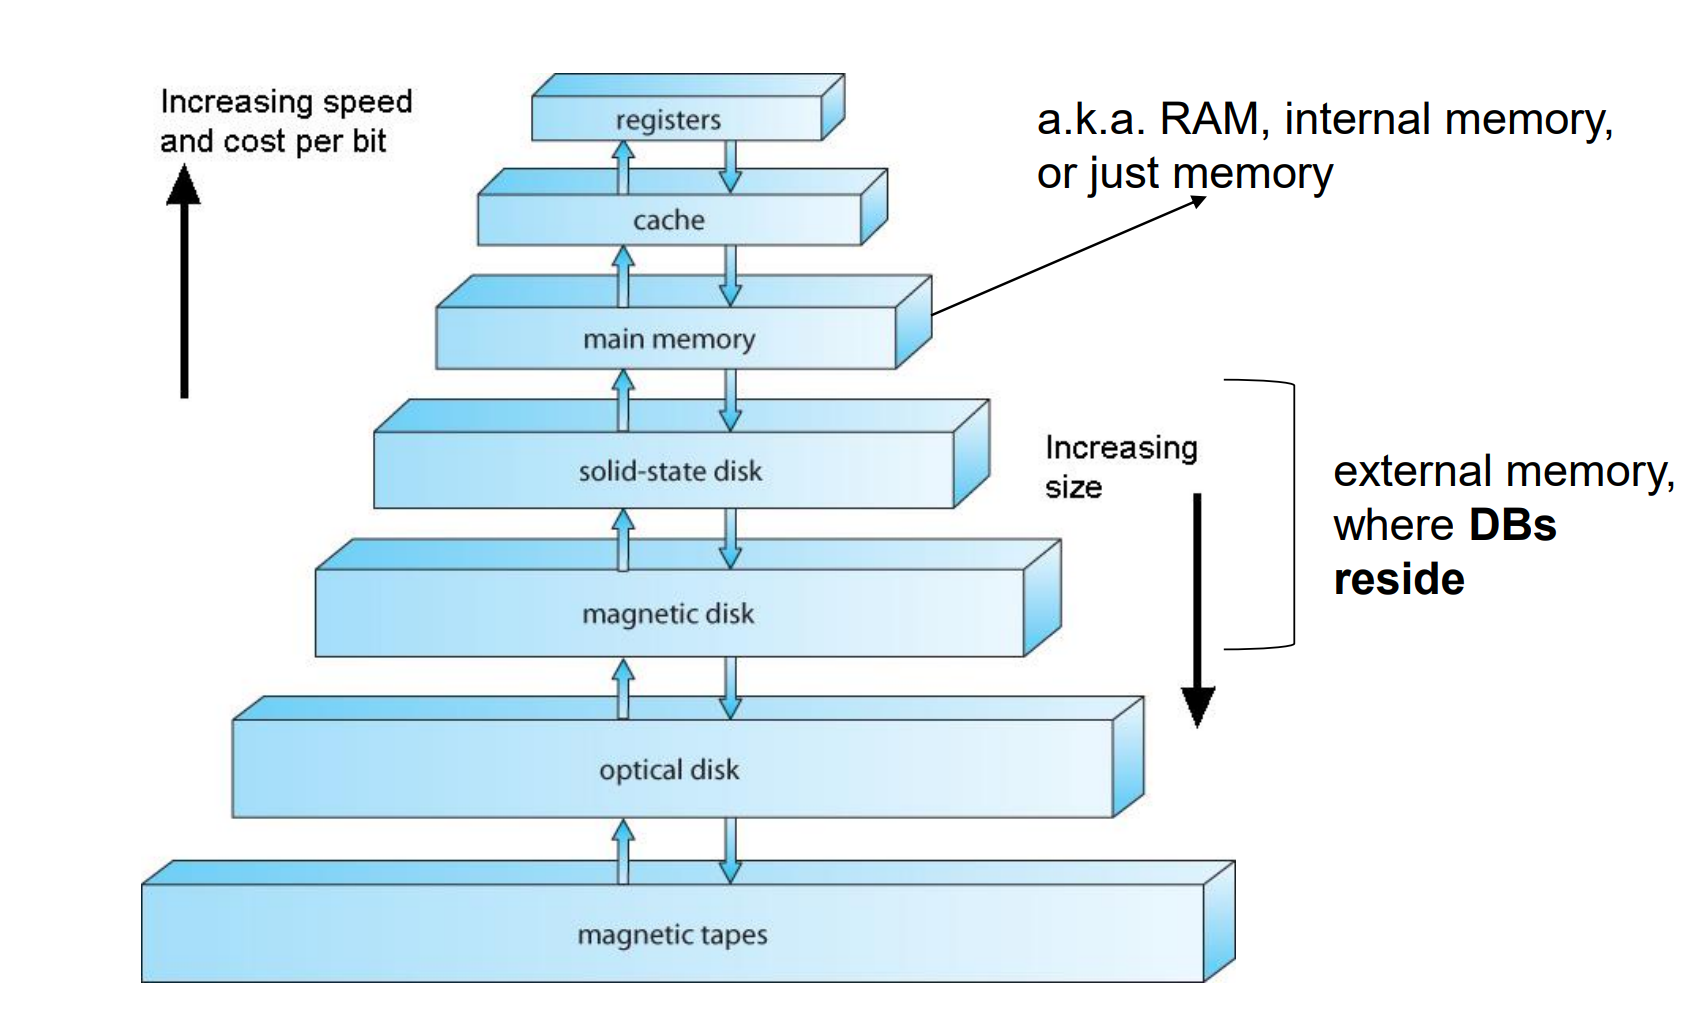 Increasing speed
and cost per bit
registers
a.k.a. RAM, internal memory,
or just memory
cache
main memory
solid-state disk
Increasing
size
external memory,
where DBs
reside
magnetic disk
optical disk
magnetic tapes